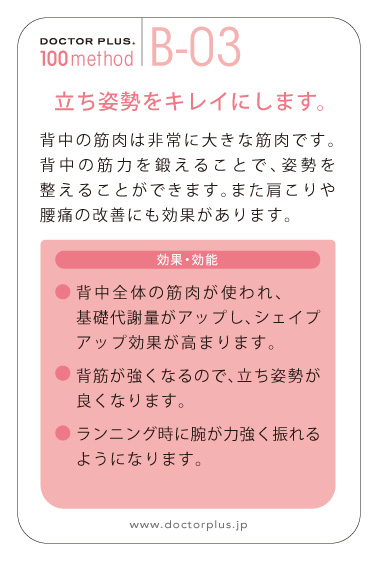 DOCTOR PLUS.
100method
B-03
立ち姿勢をキレイにします。
背中の筋肉は非常に大きな筋肉です。
背中の筋力を鍛えることで、姿勢を
整えることができます。また肩こりや
腰痛の改善にも効果があります。
効果・効能
● 背中全体の筋肉が使われ、
基礎代謝量がアップし、シェイプ
アップ効果が高まります。
● 背筋が強くなるので、立ち姿勢が
良くなります。
● ランニング時に腕が力強く振れる
ようになります。
www.doctorplus.jp